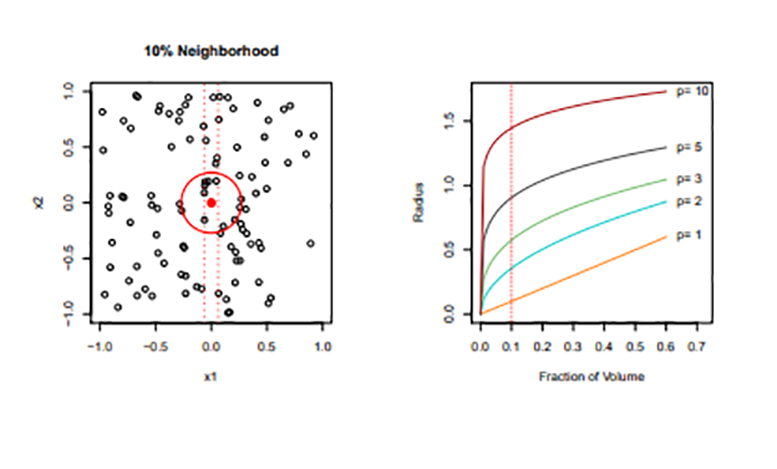 10% Neighborhood
x2
1.0
0.5
0.0
−0.5
−1.0
−1.0 −0.5 0.0 0.5 1.0
x1
Radius
1.5
1.0
0.5
0.0
p= 10
p= 5
p= 3
p= 2
p= 1
0.0 0.1 0.2 0.3 0.4 0.5 0.6 0.7
Fraction of Volume